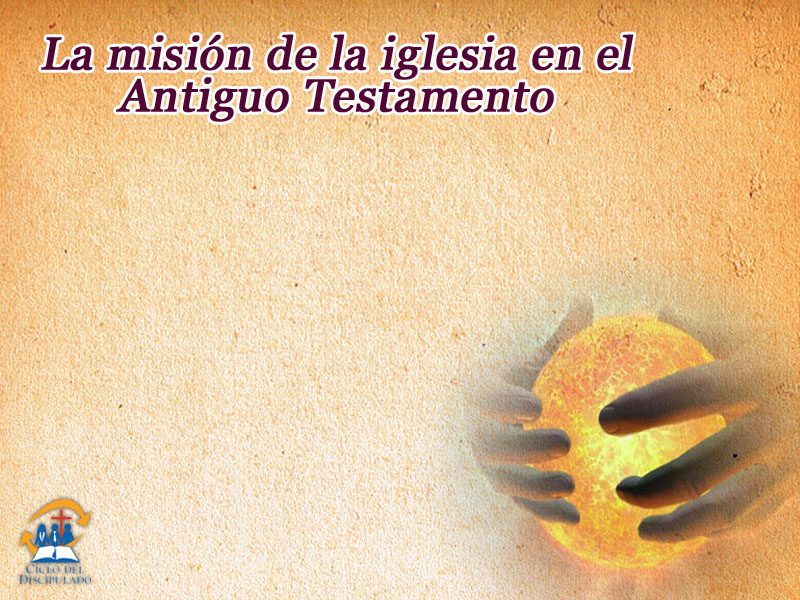 La misión de la iglesia en el
Antiguo Testamento
CICLO DEL
DISCIPULADO